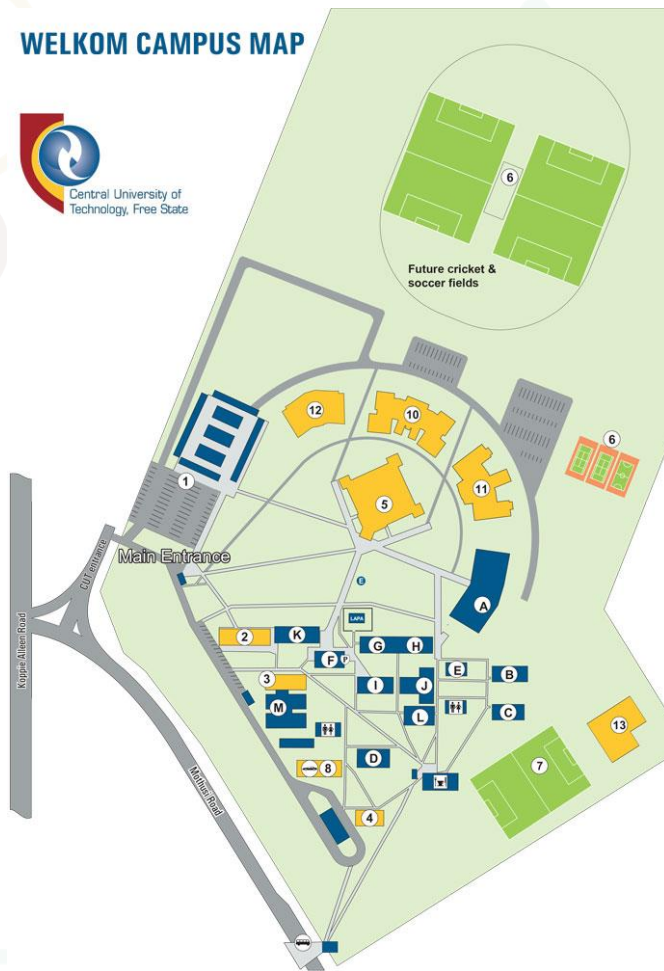 WELKOM CAMPUS MAP
Central University of
Technology, Free State
6
Future cricket &
soccer fields
12
10
6
11
1
5
Main Entrance
CUT entrance
Koppie Alleen Road
E
A
LAPA
2
K
G
H
F
P
E
B
3
I
J
M
L
C
13
D
7
8
4
Mothusi Road